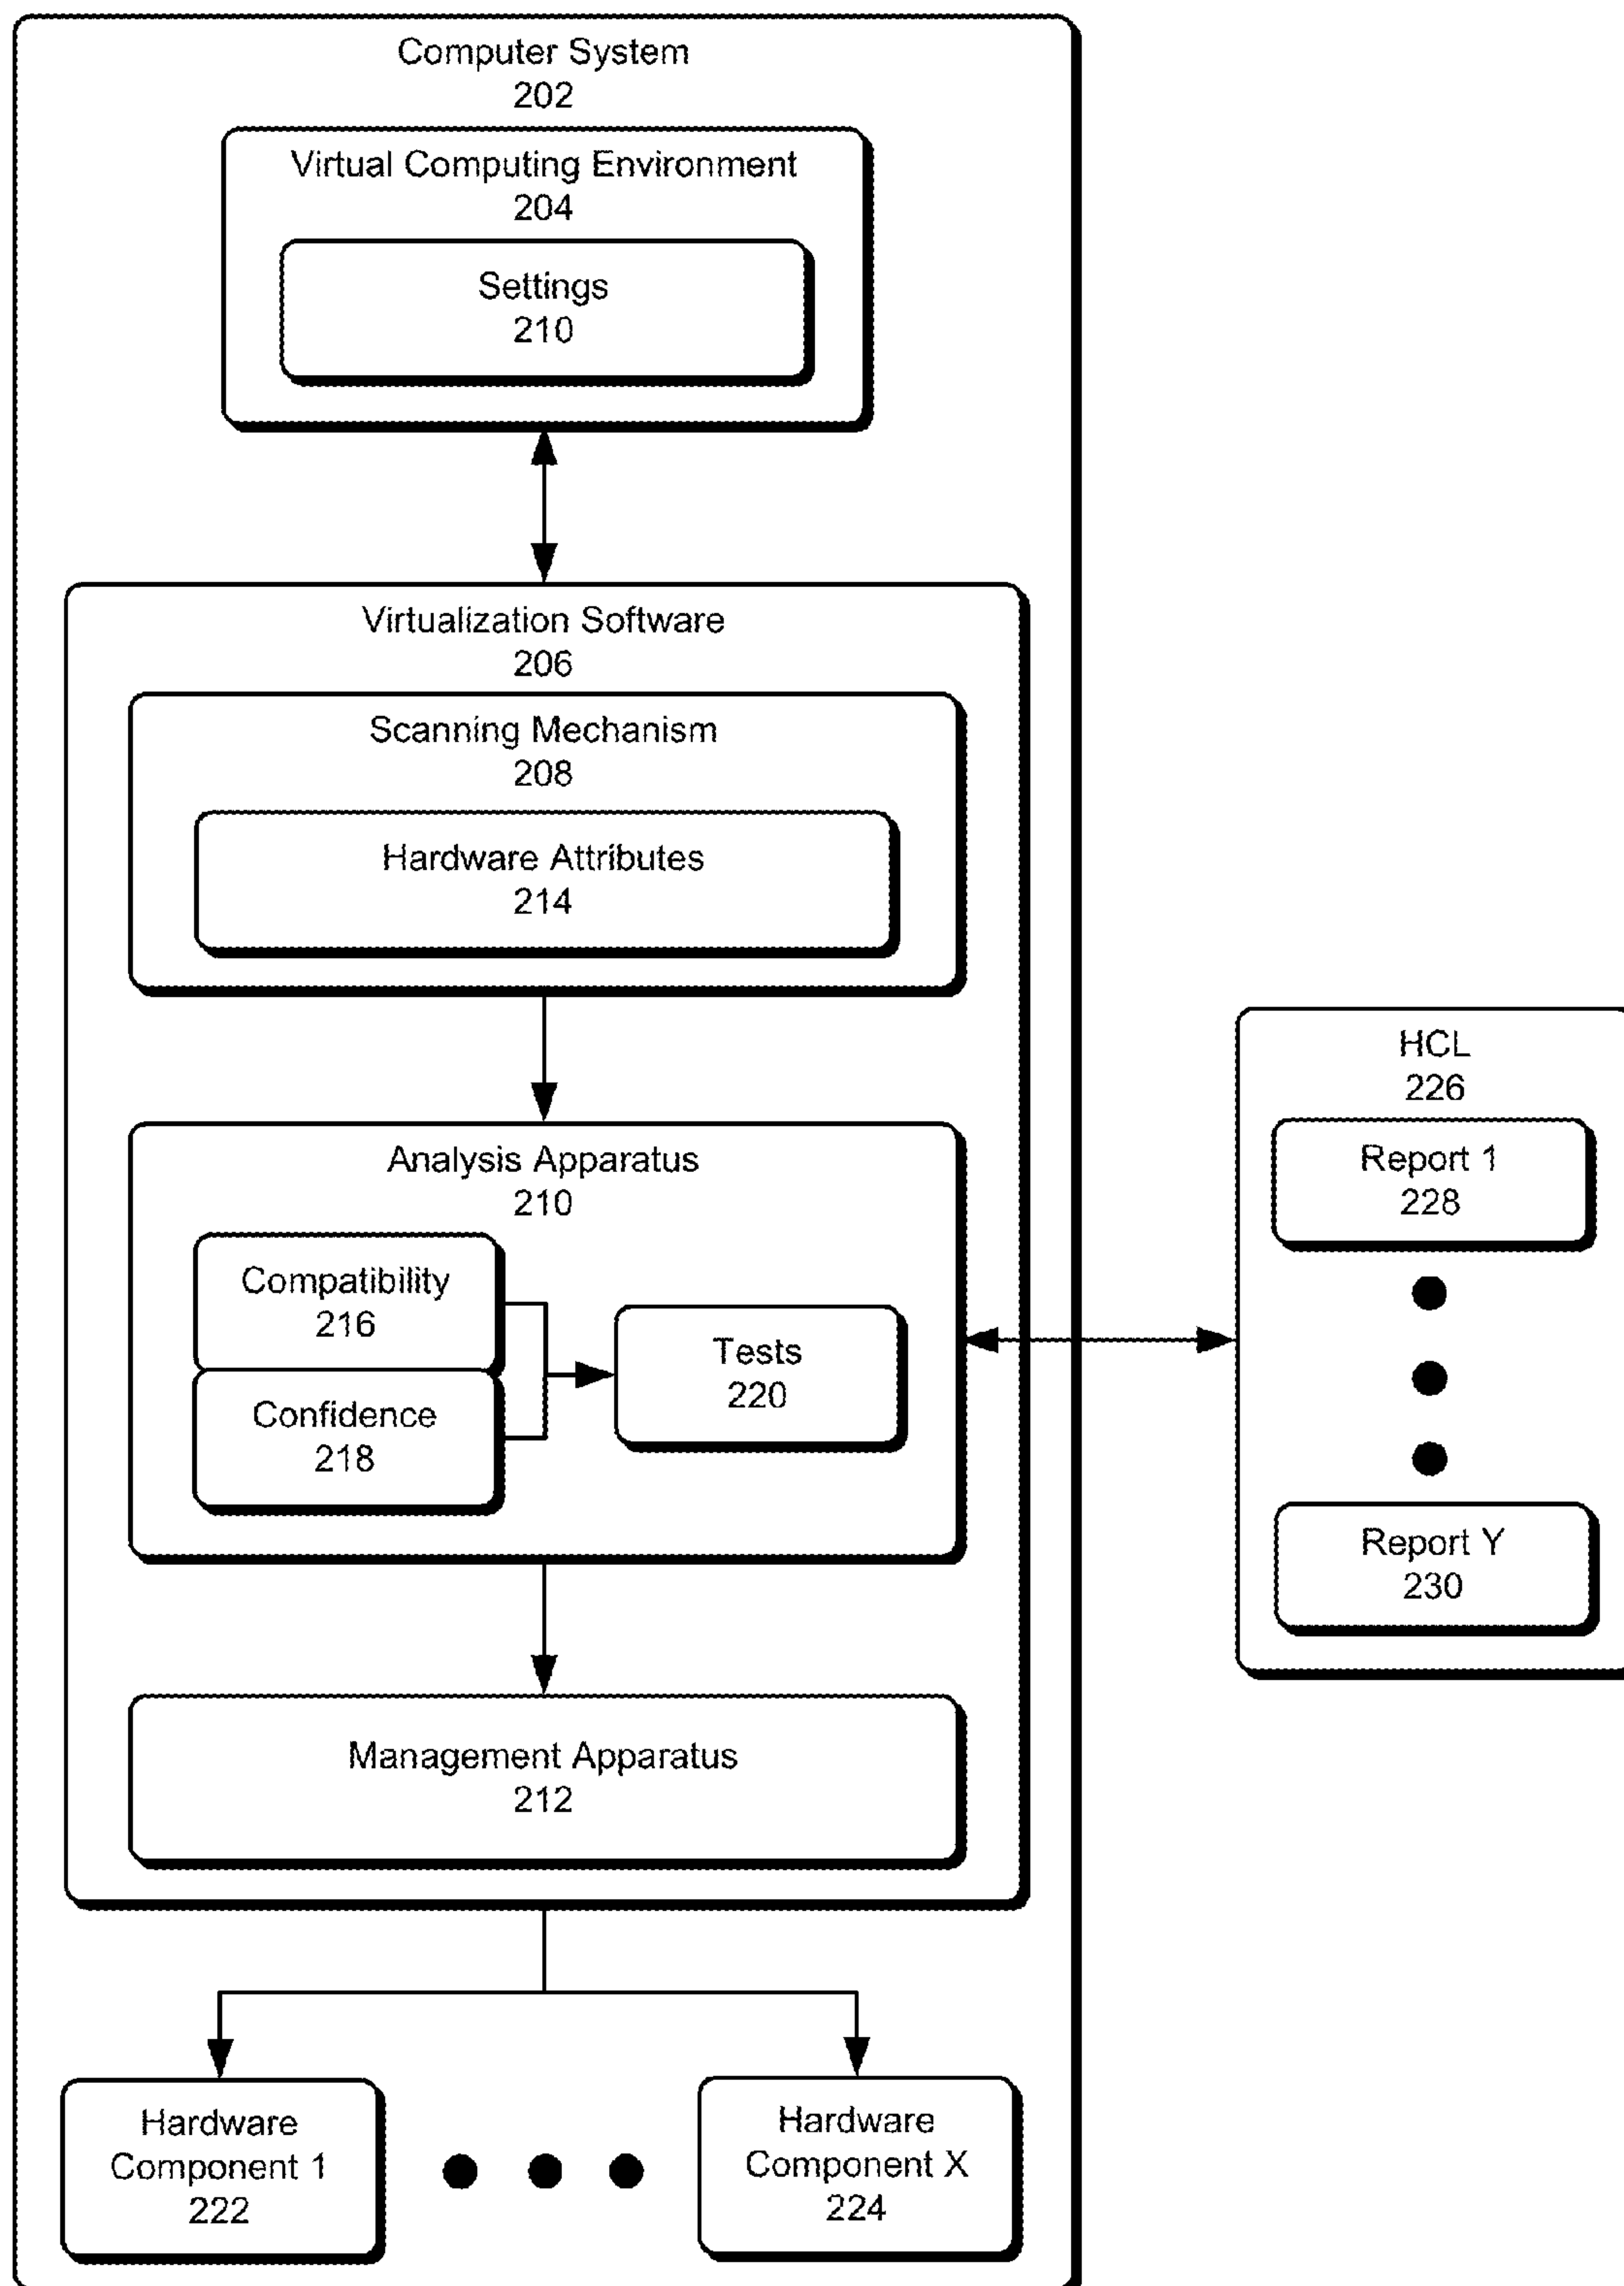 Computer System
202
Virtual Computing Environment
204
Settings
210
Virtualization Software
206
Scanning Mechanism
208
Hardware Attributes
214
Analysis Apparatus
210
Compatibility
216
Confidence
218
Tests
220
Management Apparatus
212
Hardware
Component 1
222
Hardware
Component X
224
HCL
226
Report 1
228
Report Y
230